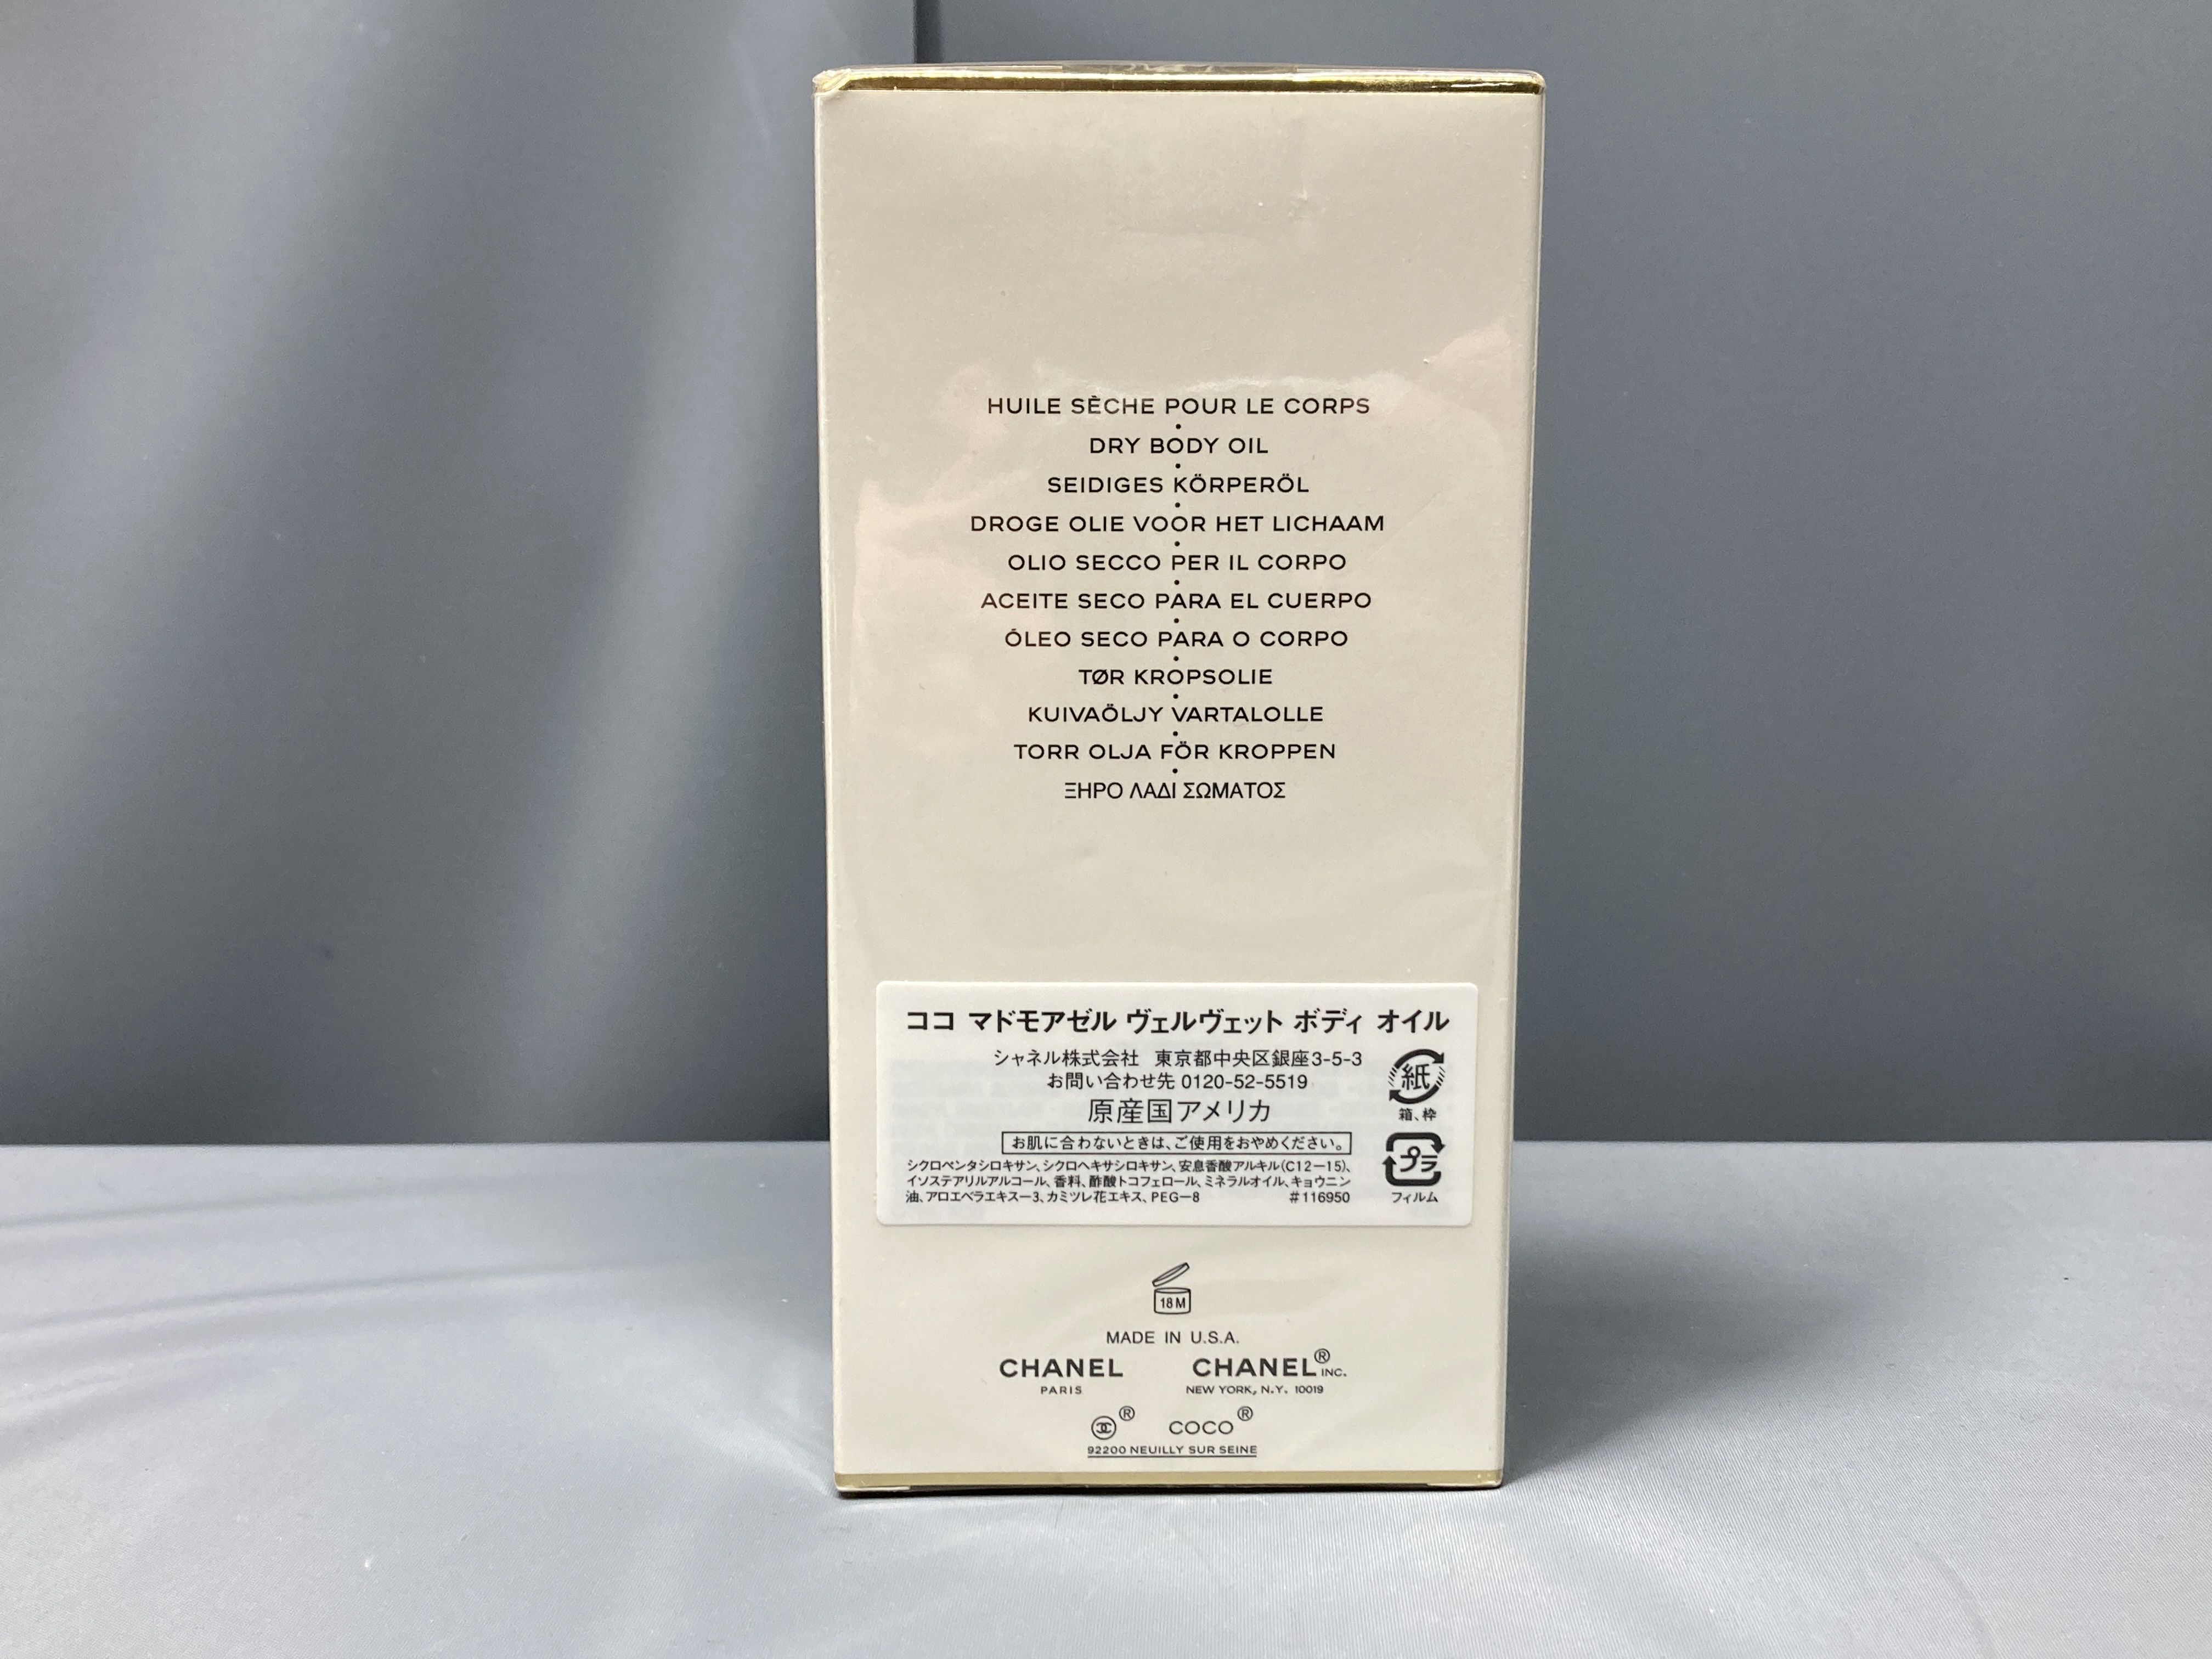 HUILE SÈCHE POUR LE CORPS
•
DRY BODY OIL
•
SEIDIGES KÖRPERÖL
•
DROGE OLIE VOOR HET LICHAAM
•
OLIO SECCO PER IL CORPO
•
ACEITE SECO PARA EL CUERPO
•
ÓLEO SECO PARA O CORPO
•
TØR KROPSOLIE
•
KUIVAÖLJY VARTALOLLE
•
TORR OLJA FÖR KROPPEN
•
ΞΗΡΟ ΛΑΔΙ ΣΩΜΑΤΟΣ
ココ マドモアゼル ヴェルヴェット ボディ オイル
シャネル株式会社 東京都中央区銀座3-5-3
お問い合わせ先 0120-52-5519
原産国アメリカ
お肌に合わないときは、ご使用をおやめください。
シクロペンタシロキサン、シクロヘキサシロキサン、安息香酸アルキル(C12ー15)、
イソステアリルアルコール、香料、酢酸トコフェロール、ミネラルオイル、キョウニン
油、アロエベラエキスー3、カミツレ花エキス、PEGー8 #116950
紙
箱、枠
プラ
フィルム
18M
MADE IN U.S.A.
CHANEL CHANEL® INC.
PARIS NEW YORK, N.Y. 10019
® COCO®
92200 NEUILLY SUR SEINE